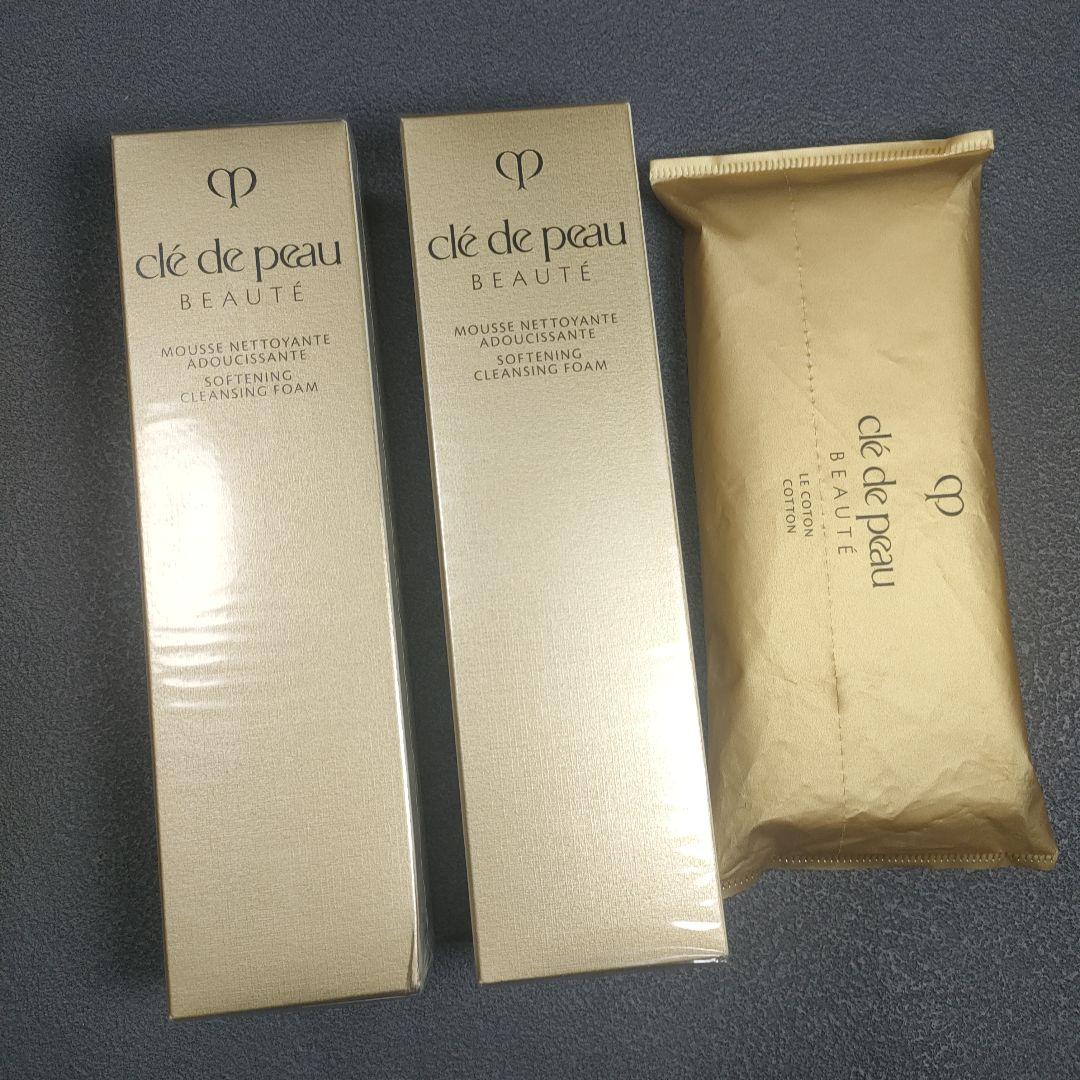 clé de peau
BEAUTÉ
MOUSSE NETTOYANTE
ADOUCISSANTE
SOFTENING
CLEANSING FOAM
clé de peau
BEAUTÉ
MOUSSE NETTOYANTE
ADOUCISSANTE
SOFTENING
CLEANSING FOAM
clé de peau
BEAUTÉ
LE COTON
COTTON